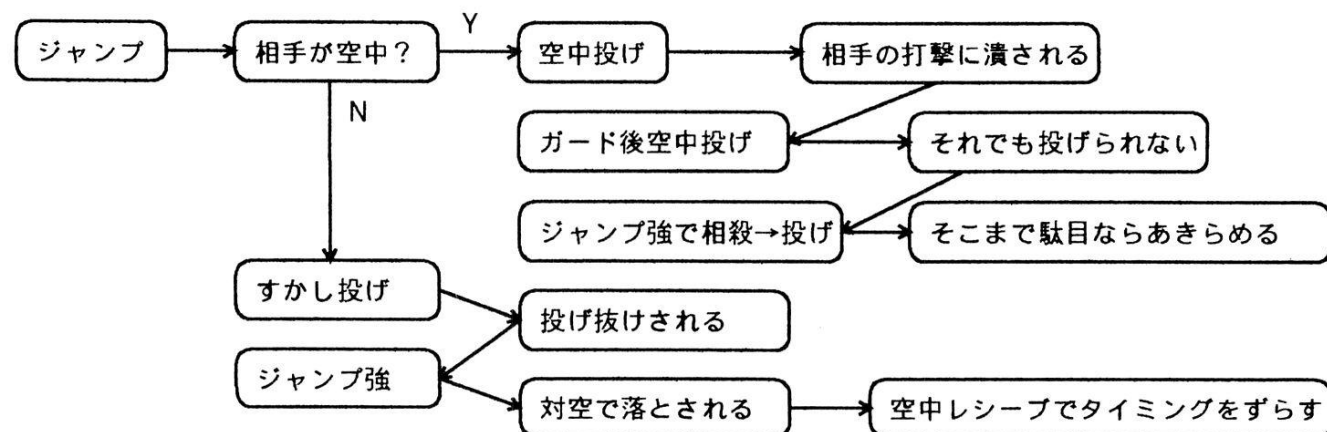 ジャンプ
相手が空中？
Y
空中投げ
相手の打撃に潰される
N
ガード後空中投げ
それでも投げられない
ジャンプ強で相殺→投げ
そこまで駄目ならあきらめる
すかし投げ
投げ抜けされる
ジャンプ強
対空で落とされる
空中レシーブでタイミングをずらす